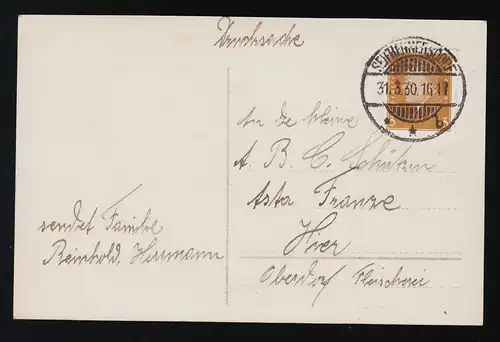 Drucksache
SEIFHENNERSDORF
31.3.30.16-17
* * b
An die kleine
A. B. C. Schützin
Asta Franze
Hier
Oberdorf Fleischerei
sendet Familie
Reinhold. Herrmann